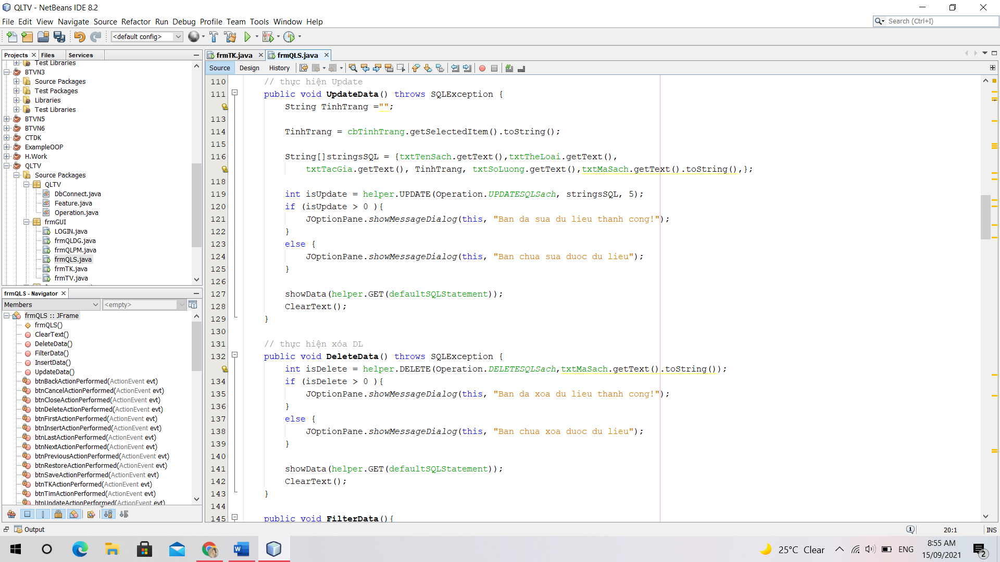 QLTV - NetBeans IDE 8.2
File Edit View Navigate Source Refactor Run Debug Profile Team Tools Window Help
Search (Ctrl+I)
<default config>
Projects Files Services
Test Libraries
BTVN3
Source Packages
Test Packages
Libraries
Test Libraries
BTVN5
BTVN6
CTDK
ExampleOOP
H.Work
QLTV
Source Packages
QLTV
DbConnect.java
Feature.java
Operation.java
frmGUI
LOGIN.java
frmQLDG.java
frmQLPM.java
frmQLS.java
frmTK.java
frmTV.java
frmQLS - Navigator
Members <empty>
frmQLS :: JFrame
frmQLS()
ClearText()
DeleteData()
FilterData()
InsertData()
UpdateData()
btnBackActionPerformed(ActionEvent evt)
btnCancelActionPerformed(ActionEvent evt)
btnCloseActionPerformed(ActionEvent evt)
btnDeleteActionPerformed(ActionEvent evt)
btnFirstActionPerformed(ActionEvent evt)
btnInsertActionPerformed(ActionEvent evt)
btnLastActionPerformed(ActionEvent evt)
btnNextActionPerformed(ActionEvent evt)
btnPreviousActionPerformed(ActionEvent evt)
btnRestoreActionPerformed(ActionEvent evt)
btnSaveActionPerformed(ActionEvent evt)
btnTKActionPerformed(ActionEvent evt)
btnTimActionPerformed(ActionEvent evt)
btnUpdateActionPerformed(ActionEvent evt)
frmTK.java frmQLS.java
Source Design History
110 // thực hiện Update
111 public void UpdateData() throws SQLException {
String TinhTrang ="";
113
114 TinhTrang = cbTinhTrang.getSelectedItem().toString();
115
116 String[]stringsSQL = {txtTenSach.getText(),txtTheLoai.getText(),
txtTacGia.getText(), TinhTrang, txtSoLuong.getText(),txtMaSach.getText().toString(),};
118
119 int isUpdate = helper.UPDATE(Operation.UPDATESQLSach, stringsSQL, 5);
120 if (isUpdate > 0 ){
121 JOptionPane.showMessageDialog(this, "Ban da sua du lieu thanh cong!");
122 }
123 else {
124 JOptionPane.showMessageDialog(this, "Ban chua sua duoc du lieu");
125 }
126
127 showData(helper.GET(defaultSQLStatement));
128 ClearText();
129 }
130
131 // thực hiện xóa DL
132 public void DeleteData() throws SQLException {
int isDelete = helper.DELETE(Operation.DELETESQLSach,txtMaSach.getText().toString());
134 if (isDelete > 0 ){
135 JOptionPane.showMessageDialog(this, "Ban da xoa du lieu thanh cong!");
136 }
137 else {
138 JOptionPane.showMessageDialog(this, "Ban chua xoa duoc du lieu");
139 }
140
141 showData(helper.GET(defaultSQLStatement));
142 ClearText();
143 }
144
145 public void FilterData(){
Output
1
20:1 INS
25°C Clear
ENG
8:55 AM
15/09/2021
2